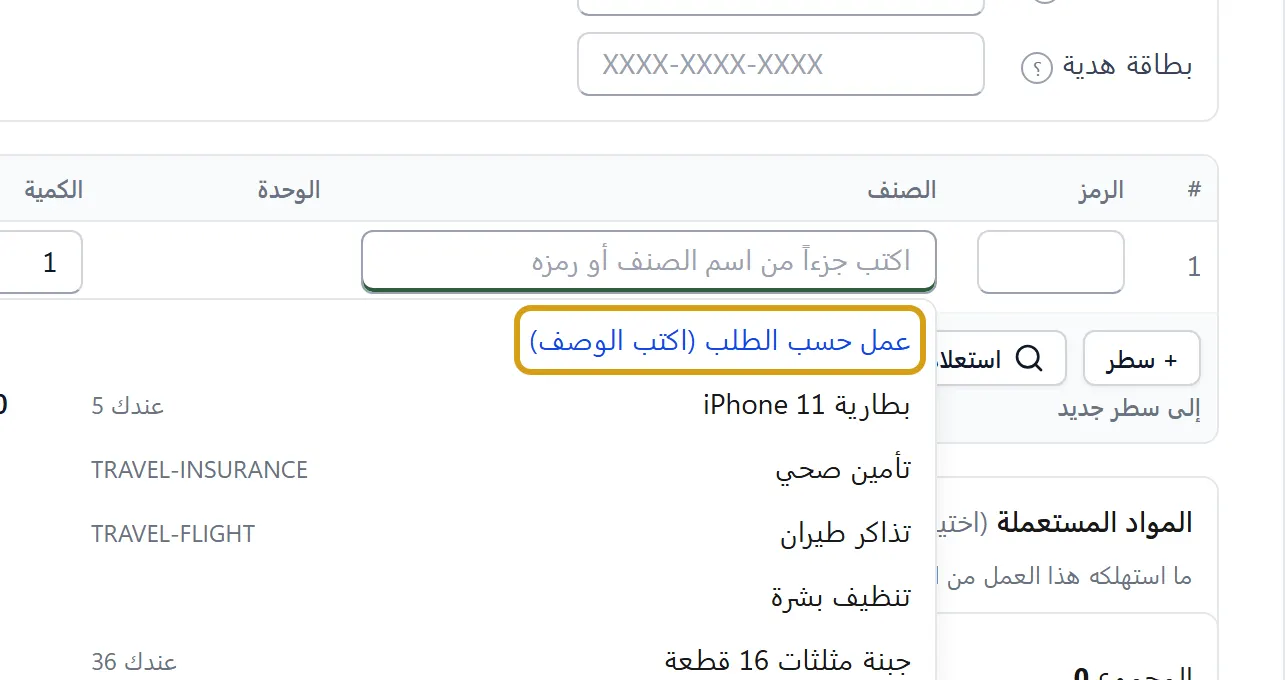 بطاقة هدية ؟ XXXX-XXXX-XXXX
# الرمز الصنف الوحدة الكمية
1 اكتب جزءاً من اسم الصنف أو رمزه 1
عمل حسب الطلب (اكتب الوصف)
+ سطر
بطارية iPhone 11 عندك 5
إلى سطر جديد
تأمين صحي TRAVEL-INSURANCE
المواد المستعملة
تذاكر طيران TRAVEL-FLIGHT
ما استهلكه هذا العمل من
تنظيف بشرة
جبنة مثلثات 16 قطعة عندك 36
المجموع 0